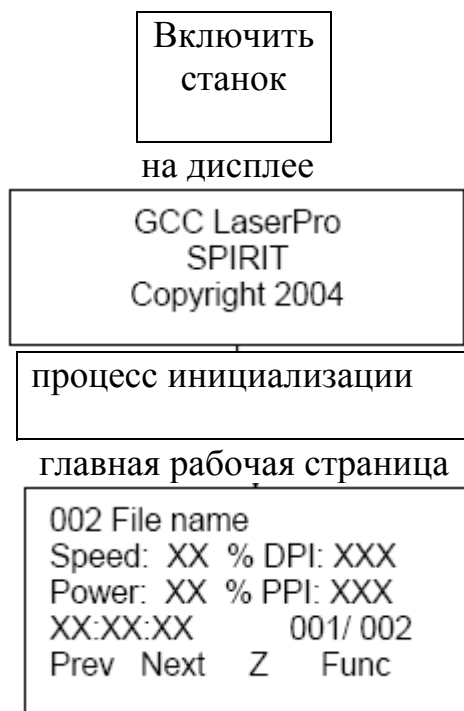 Включить
станок
на дисплее
GCC LaserPro
SPIRIT
Copyright 2004
процесс инициализации
главная рабочая страница
002 File name
Speed: XX % DPI: XXX
Power: XX % PPI: XXX
XX:XX:XX 001/ 002
Prev Next Z Func